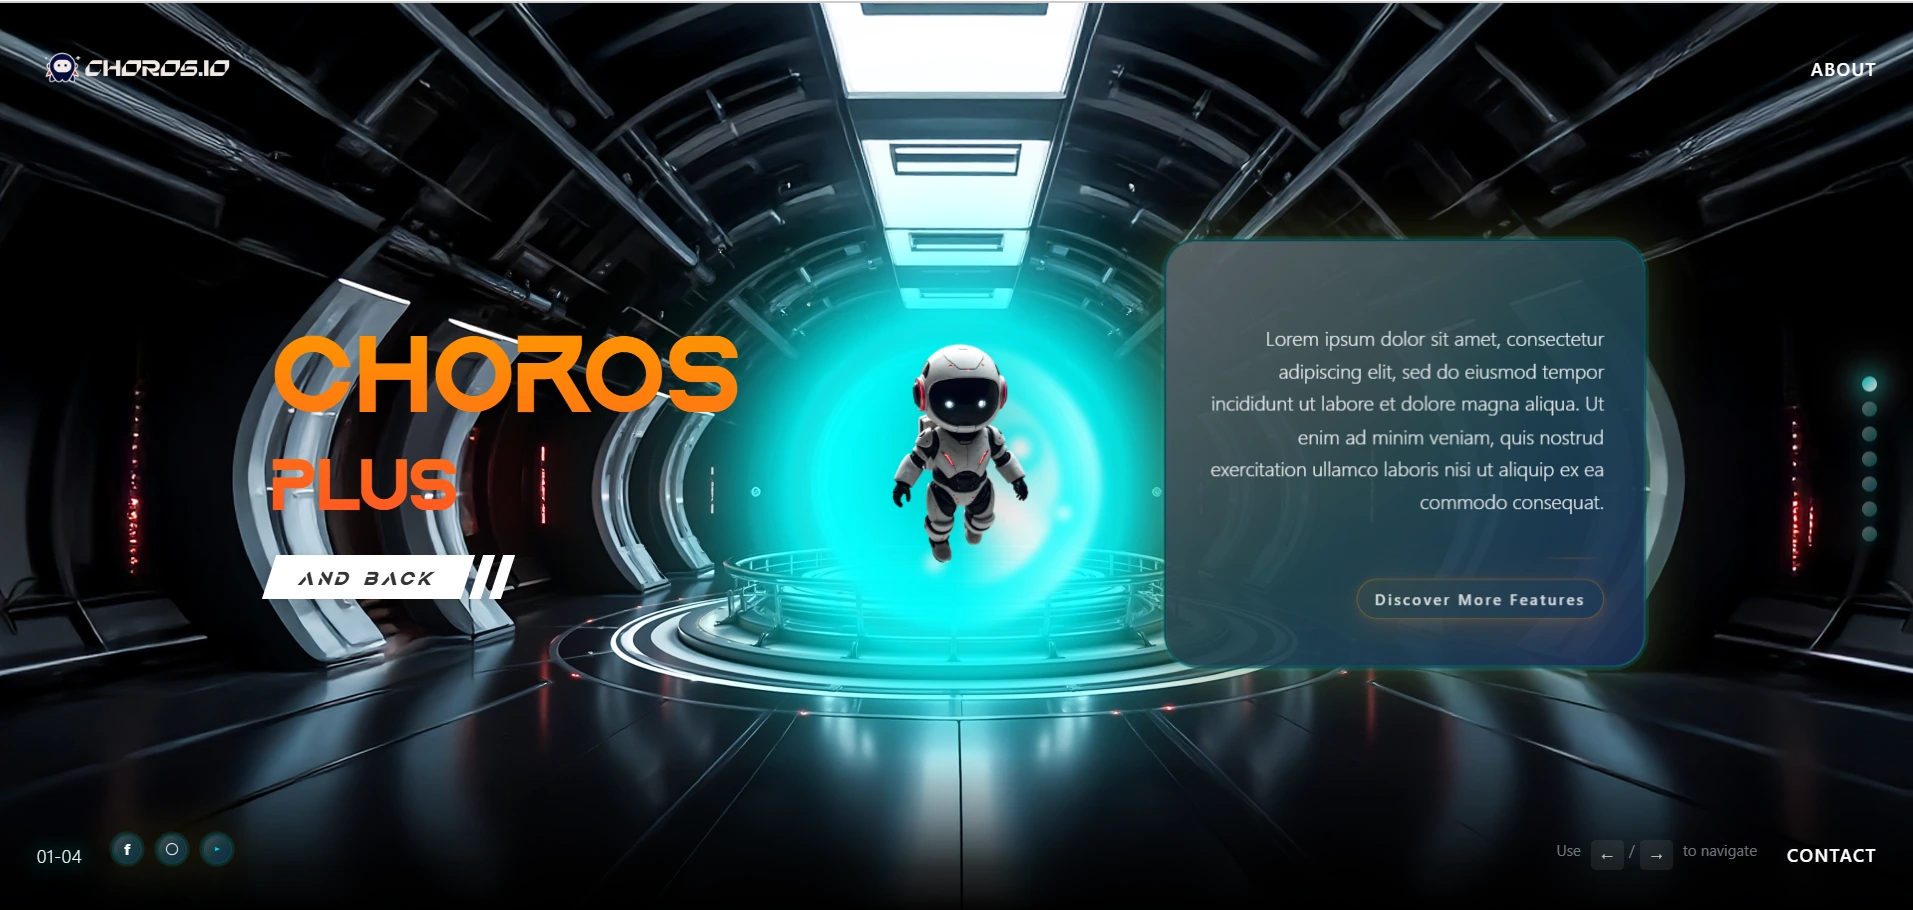 CHOROS.IO
ABOUT
CHOROS
PLUS
AND BACK
Lorem ipsum dolor sit amet, consectetur
adipiscing elit, sed do eiusmod tempor
incididunt ut labore et dolore magna aliqua. Ut
enim ad minim veniam, quis nostrud
exercitation ullamco laboris nisi ut aliquip ex ea
commodo consequat.
Discover More Features
01-04
f
Use ← / → to navigate
CONTACT